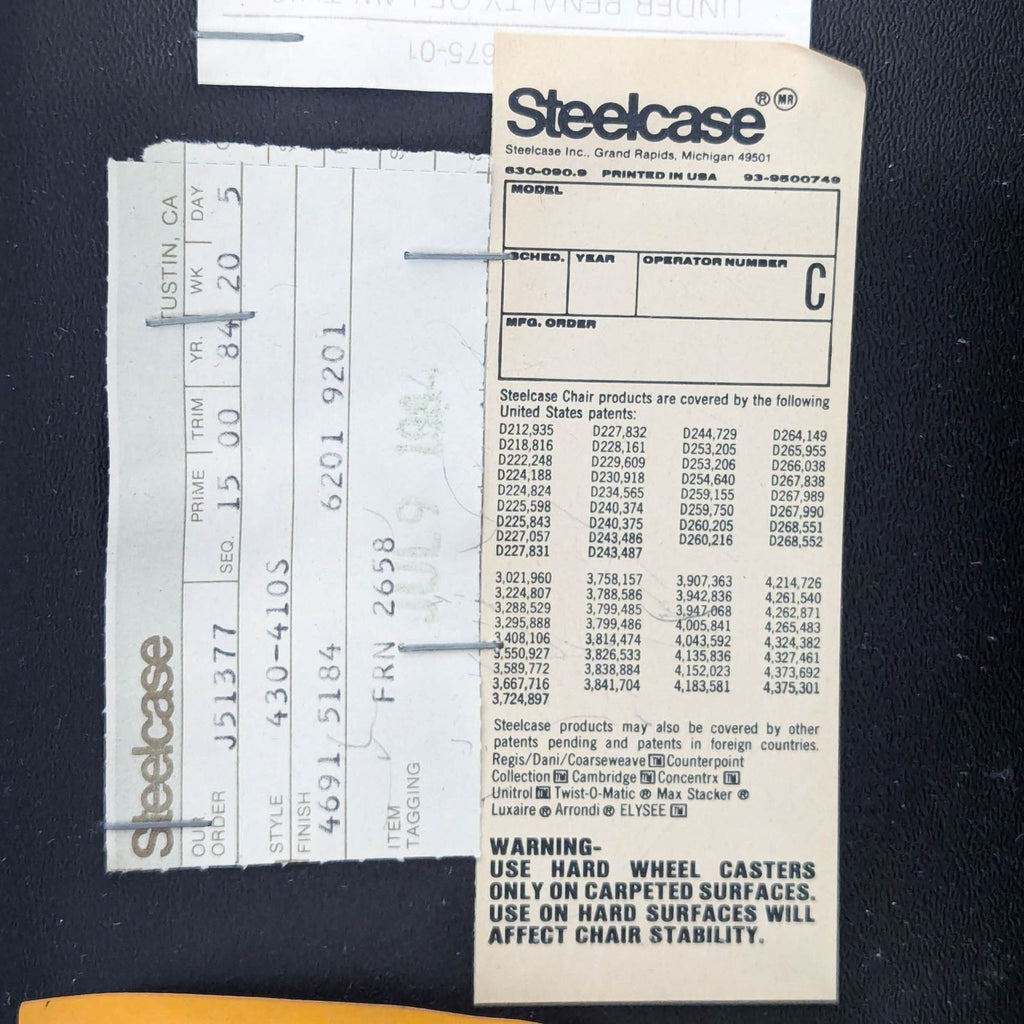 UNDER PENALTY OF LAW THIS
675-01
Steelcase
TUSTIN, CA
OUR ORDER J51377
SEQ. 15
PRIME 00
TRIM
YR. 84
WK 20
DAY 5
STYLE 430-410S
FINISH 4691/5184 6201 9201
ITEM TAGGING FRN 2658
JUL 9 1984
Steelcase ® MR
Steelcase Inc., Grand Rapids, Michigan 49501
630-090.9 PRINTED IN USA 93-9500749
MODEL
SCHED. YEAR OPERATOR NUMBER C
MFG. ORDER
Steelcase Chair products are covered by the following
United States patents:
D212,935 D227,832 D244,729 D264,149
D218,816 D228,161 D253,205 D265,955
D222,248 D229,609 D253,206 D266,038
D224,188 D230,918 D254,640 D267,838
D224,824 D234,565 D259,155 D267,989
D225,598 D240,374 D259,750 D267,990
D225,843 D240,375 D260,205 D268,551
D227,057 D243,486 D260,216 D268,552
D227,831 D243,487
3,021,960 3,758,157 3,907,363 4,214,726
3,224,807 3,788,586 3,942,836 4,261,540
3,288,529 3,799,485 3,947,068 4,262,871
3,295,888 3,799,486 4,005,841 4,265,483
3,408,106 3,814,474 4,043,592 4,324,382
3,550,927 3,826,533 4,135,836 4,327,461
3,589,772 3,838,884 4,152,023 4,373,692
3,667,716 3,841,704 4,183,581 4,375,301
3,724,897
Steelcase products may also be covered by other
patents pending and patents in foreign countries.
Regis/Dani/Coarseweave TM Counterpoint
Collection TM Cambridge TM Concentrx TM
Unitrol TM Twist-O-Matic ® Max Stacker ®
Luxaire ® Arrondi ® ELYSEE TM
WARNING-
USE HARD WHEEL CASTERS
ONLY ON CARPETED SURFACES.
USE ON HARD SURFACES WILL
AFFECT CHAIR STABILITY.